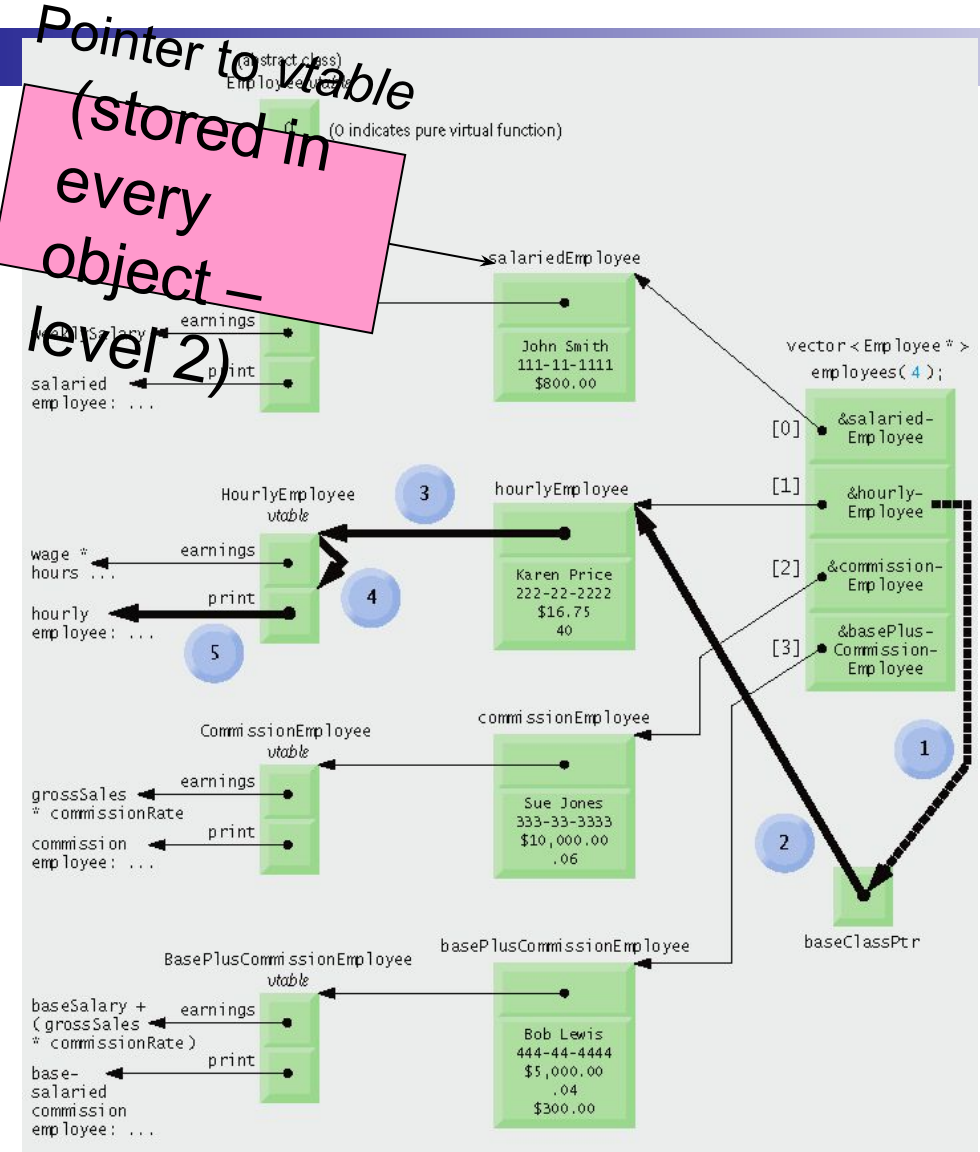 Pointer to vtable
(stored in
every
object –
level 2)
(abstract class)
Employee vtable
0
(0 indicates pure virtual function)
salariedEmployee
earnings
weeklySalary
print
salaried
employee: ...
John Smith
111-11-1111
$800.00
vector < Employee * >
employees( 4 );
[0]
&salaried-
Employee
[1]
&hourly-
Employee
[2]
&commission-
Employee
[3]
&basePlus-
Commission-
Employee
HourlyEmployee
vtable
3
hourlyEmployee
wage *
hours ...
earnings
print
hourly
employee: ...
4
5
Karen Price
222-22-2222
$16.75
40
CommissionEmployee
vtable
commissionEmployee
grossSales
* commissionRate
earnings
print
commission
employee: ...
Sue Jones
333-33-3333
$10,000.00
.06
1
2
baseClassPtr
BasePlusCommissionEmployee
vtable
basePlusCommissionEmployee
baseSalary +
(grossSales
* commissionRate)
earnings
print
base-
salaried
commission
employee: ...
Bob Lewis
444-44-4444
$5,000.00
.04
$300.00